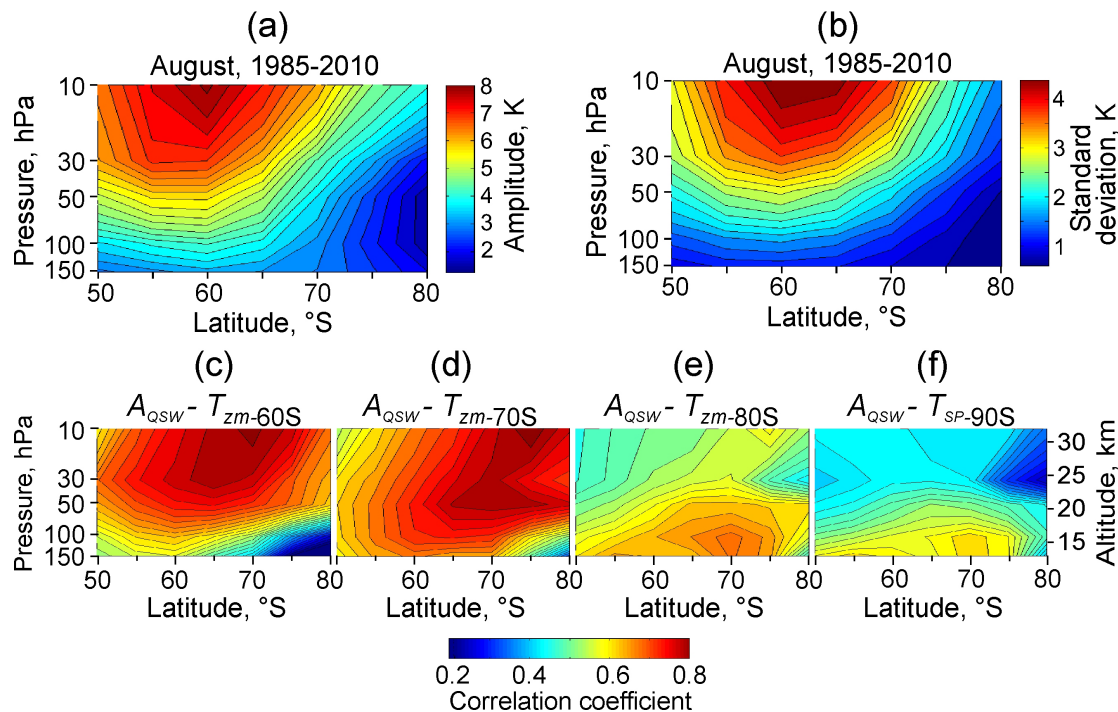 (a)
August, 1985-2010
Pressure, hPa
10
30
50
100
150
50 60 70 80
Latitude, °S
8
7
6
5
4
3
2
Amplitude, K
(b)
August, 1985-2010
Pressure, hPa
10
30
50
100
150
50 60 70 80
Latitude, °S
4
3
2
1
Standard
deviation, K
(c)
A_QSW - T_zm-60S
Pressure, hPa
10
30
50
100
150
50 60 70 80
Latitude, °S
(d)
A_QSW - T_zm-70S
60 70 80
Latitude, °S
(e)
A_QSW - T_zm-80S
50 60 70 80
Latitude, °S
(f)
A_QSW - T_SP-90S
50 60 70 80
Latitude, °S
30
25
20
15
Altitude, km
0.2 0.4 0.6 0.8
Correlation coefficient